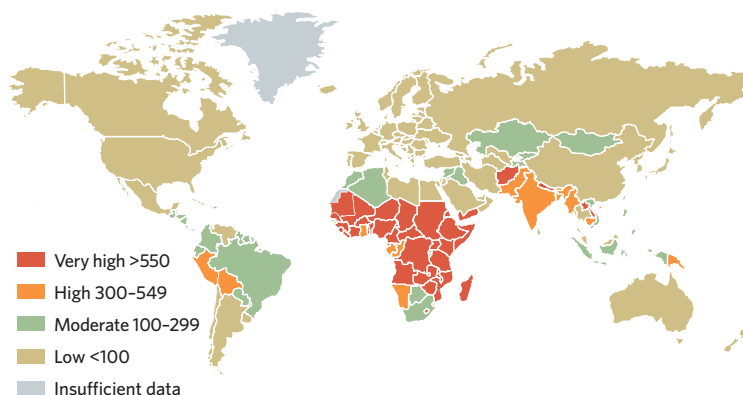 Very high >550
High 300–549
Moderate 100–299
Low <100
Insufficient data